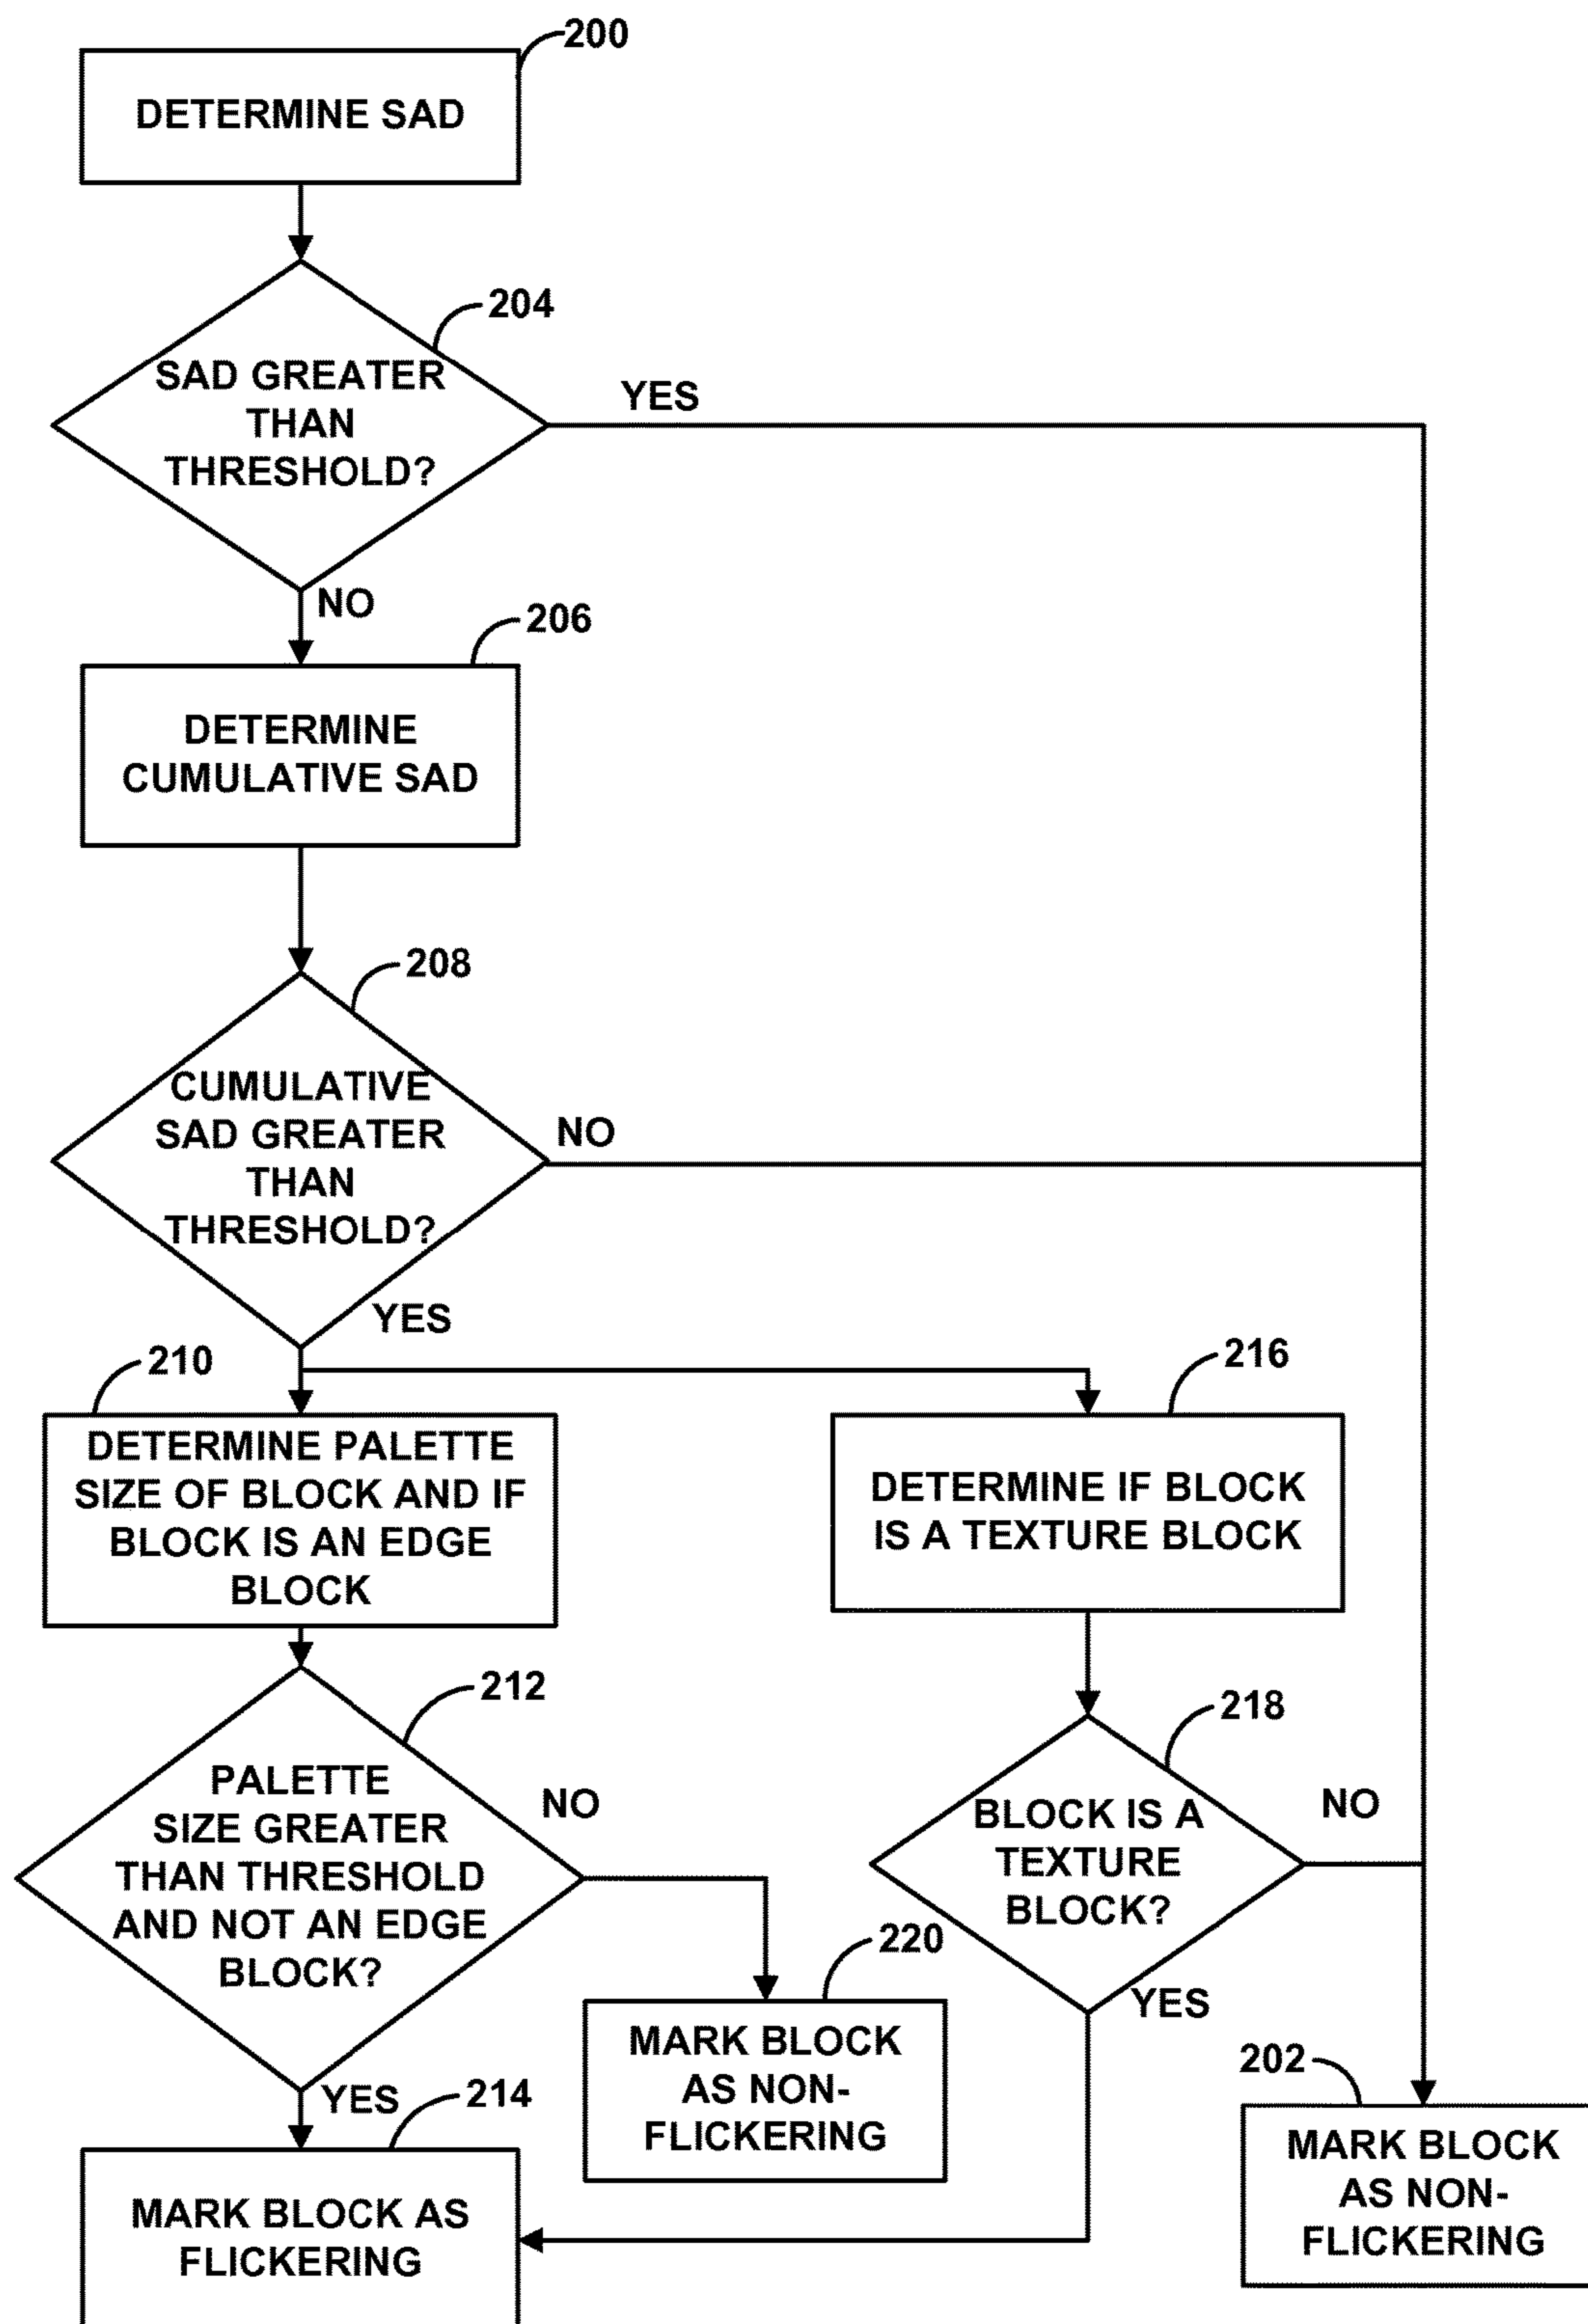 200
DETERMINE SAD
204
SAD GREATER
THAN
THRESHOLD?
YES
NO
206
DETERMINE
CUMULATIVE SAD
208
CUMULATIVE
SAD GREATER
THAN
THRESHOLD?
NO
YES
210
DETERMINE PALETTE
SIZE OF BLOCK AND IF
BLOCK IS AN EDGE
BLOCK
216
DETERMINE IF BLOCK
IS A TEXTURE BLOCK
212
PALETTE
SIZE GREATER
THAN THRESHOLD
AND NOT AN EDGE
BLOCK?
NO
218
BLOCK IS A
TEXTURE
BLOCK?
NO
YES
220
MARK BLOCK
AS NON-
FLICKERING
YES
202
MARK BLOCK
AS NON-
FLICKERING
214
MARK BLOCK AS
FLICKERING